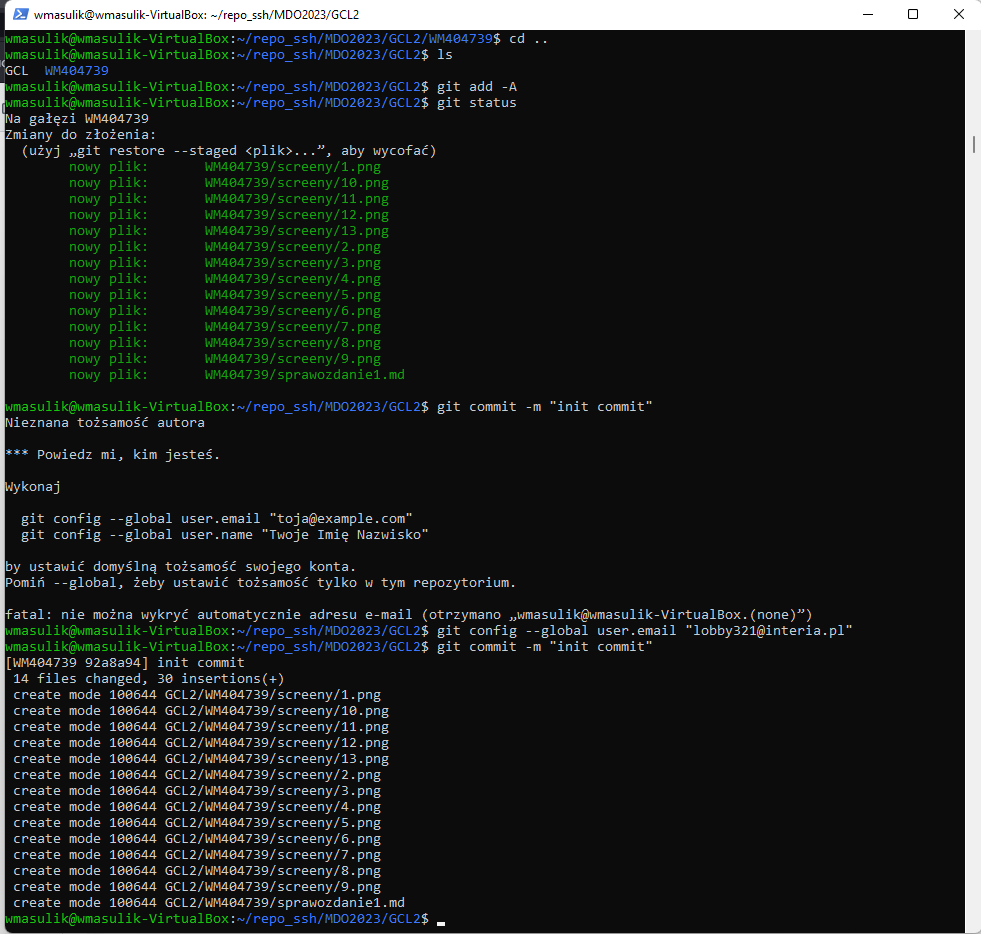 wmasulik@wmasulik-VirtualBox: ~/repo_ssh/MDO2023/GCL2
wmasulik@wmasulik-VirtualBox:~/repo_ssh/MDO2023/GCL2/WM404739$ cd ..
wmasulik@wmasulik-VirtualBox:~/repo_ssh/MDO2023/GCL2$ ls
GCL  WM404739
wmasulik@wmasulik-VirtualBox:~/repo_ssh/MDO2023/GCL2$ git add -A
wmasulik@wmasulik-VirtualBox:~/repo_ssh/MDO2023/GCL2$ git status
Na gałęzi WM404739
Zmiany do złożenia:
  (użyj „git restore --staged <plik>...”, aby wycofać)
        nowy plik:       WM404739/screeny/1.png
        nowy plik:       WM404739/screeny/10.png
        nowy plik:       WM404739/screeny/11.png
        nowy plik:       WM404739/screeny/12.png
        nowy plik:       WM404739/screeny/13.png
        nowy plik:       WM404739/screeny/2.png
        nowy plik:       WM404739/screeny/3.png
        nowy plik:       WM404739/screeny/4.png
        nowy plik:       WM404739/screeny/5.png
        nowy plik:       WM404739/screeny/6.png
        nowy plik:       WM404739/screeny/7.png
        nowy plik:       WM404739/screeny/8.png
        nowy plik:       WM404739/screeny/9.png
        nowy plik:       WM404739/sprawozdanie1.md
wmasulik@wmasulik-VirtualBox:~/repo_ssh/MDO2023/GCL2$ git commit -m "init commit"
Nieznana tożsamość autora
*** Powiedz mi, kim jesteś.
Wykonaj
  git config --global user.email "toja@example.com"
  git config --global user.name "Twoje Imię Nazwisko"
by ustawić domyślną tożsamość swojego konta.
Pomiń --global, żeby ustawić tożsamość tylko w tym repozytorium.
fatal: nie można wykryć automatycznie adresu e-mail (otrzymano „wmasulik@wmasulik-VirtualBox.(none)”)
wmasulik@wmasulik-VirtualBox:~/repo_ssh/MDO2023/GCL2$ git config --global user.email "lobby321@interia.pl"
wmasulik@wmasulik-VirtualBox:~/repo_ssh/MDO2023/GCL2$ git commit -m "init commit"
[WM404739 92a8a94] init commit
 14 files changed, 30 insertions(+)
 create mode 100644 GCL2/WM404739/screeny/1.png
 create mode 100644 GCL2/WM404739/screeny/10.png
 create mode 100644 GCL2/WM404739/screeny/11.png
 create mode 100644 GCL2/WM404739/screeny/12.png
 create mode 100644 GCL2/WM404739/screeny/13.png
 create mode 100644 GCL2/WM404739/screeny/2.png
 create mode 100644 GCL2/WM404739/screeny/3.png
 create mode 100644 GCL2/WM404739/screeny/4.png
 create mode 100644 GCL2/WM404739/screeny/5.png
 create mode 100644 GCL2/WM404739/screeny/6.png
 create mode 100644 GCL2/WM404739/screeny/7.png
 create mode 100644 GCL2/WM404739/screeny/8.png
 create mode 100644 GCL2/WM404739/screeny/9.png
 create mode 100644 GCL2/WM404739/sprawozdanie1.md
wmasulik@wmasulik-VirtualBox:~/repo_ssh/MDO2023/GCL2$